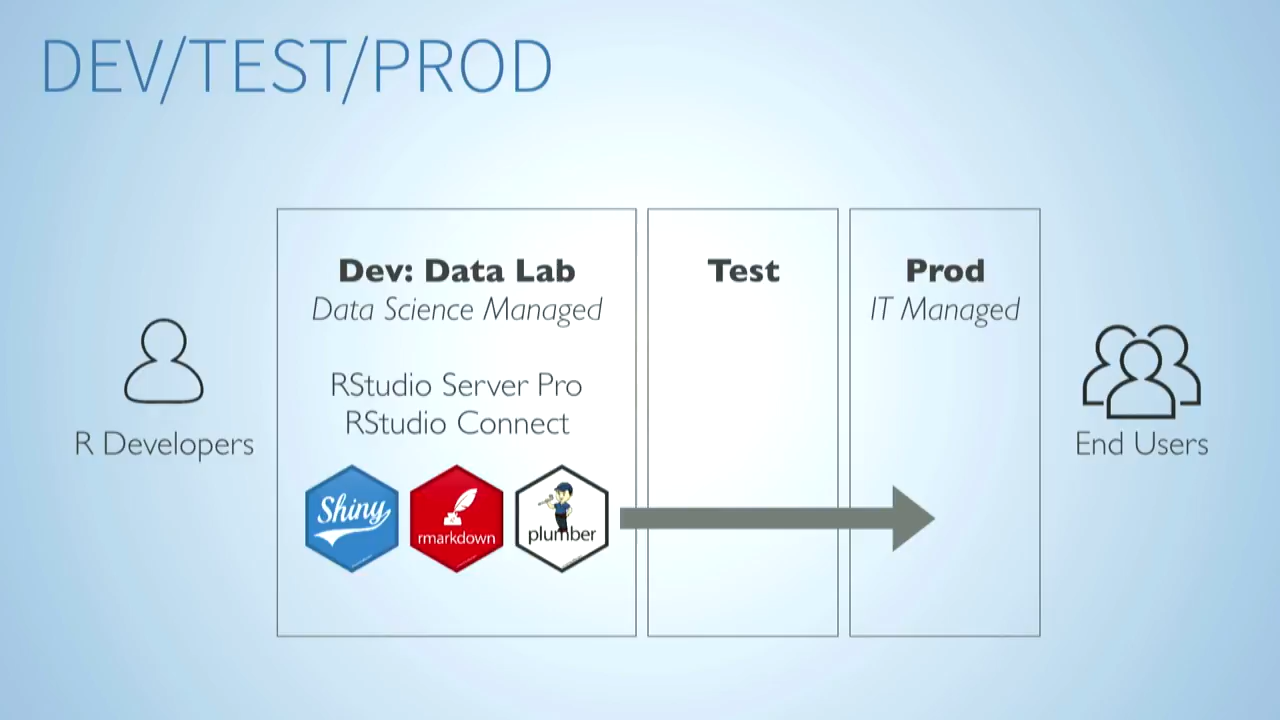 DEV/TEST/PROD
Dev: Data Lab
Data Science Managed
RStudio Server Pro
RStudio Connect
Shiny
rmarkdown
plumber
Test
Prod
IT Managed
R Developers
End Users